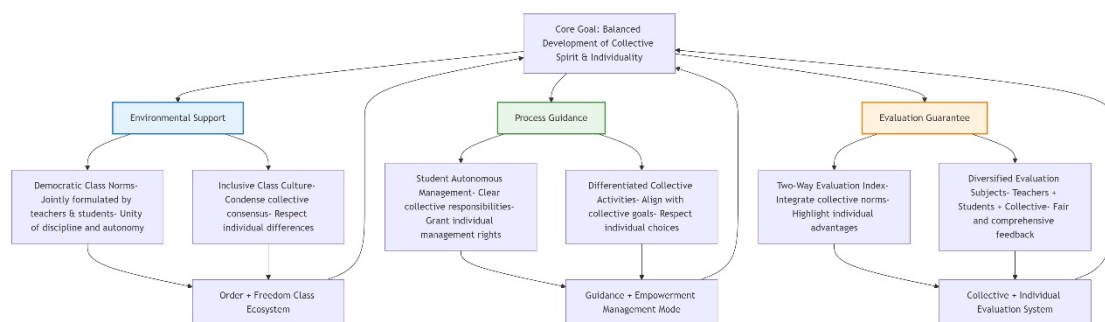 Core Goal: Balanced
Development of Collective
Spirit & Individuality
Environmental Support
Process Guidance
Evaluation Guarantee
Democratic Class Norms-
Jointly formulated by
teachers & students- Unity
of discipline and autonomy
Inclusive Class Culture-
Condense collective
consensus- Respect
individual differences
Student Autonomous
Management- Clear
collective responsibilities-
Grant individual
management rights
Differentiated Collective
Activities- Align with
collective goals- Respect
individual choices
Two-Way Evaluation Index-
Integrate collective norms-
Highlight individual
advantages
Diversified Evaluation
Subjects- Teachers +
Students + Collective- Fair
and comprehensive
feedback
Order + Freedom Class
Ecosystem
Guidance + Empowerment
Management Mode
Collective + Individual
Evaluation System